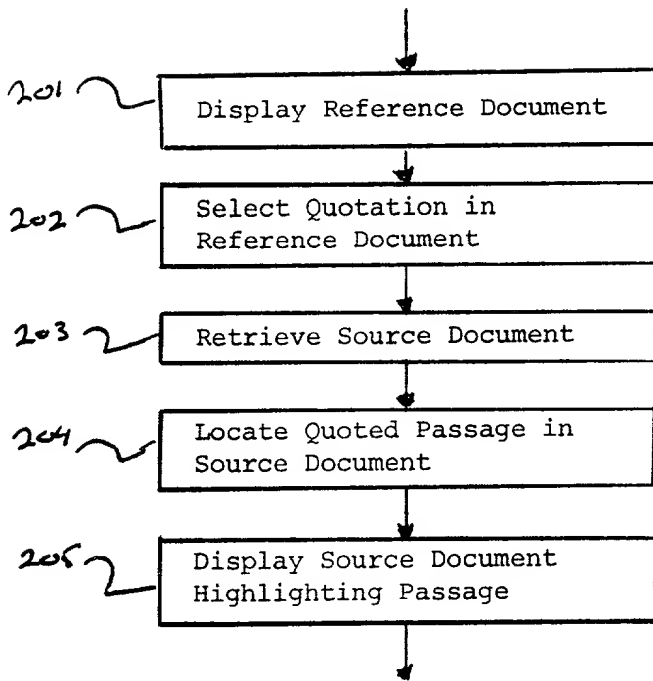 201
Display Reference Document
202
Select Quotation in
Reference Document
203
Retrieve Source Document
204
Locate Quoted Passage in
Source Document
205
Display Source Document
Highlighting Passage